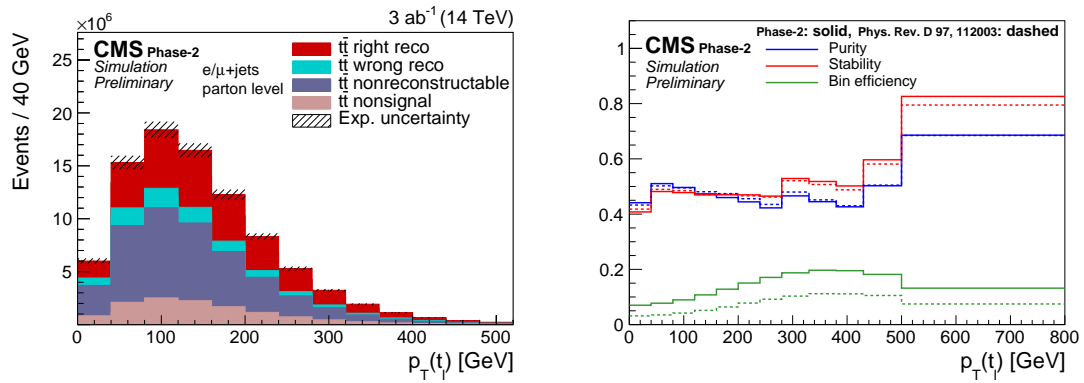 ×10⁶
3 ab⁻¹ (14 TeV)
CMS Phase-2
Simulation
Preliminary
e/μ+jets
parton level
tt̄ right reco
tt̄ wrong reco
tt̄ nonreconstructable
tt̄ nonsignal
Exp. uncertainty
Events / 40 GeV
25
20
15
10
5
0 100 200 300 400 500
p_T(t_l) [GeV]
Phase-2: solid, Phys. Rev. D 97, 112003: dashed
CMS Phase-2
Simulation
Preliminary
Purity
Stability
Bin efficiency
1
0.8
0.6
0.4
0.2
0
0 100 200 300 400 500 600 700 800
p_T(t_l) [GeV]